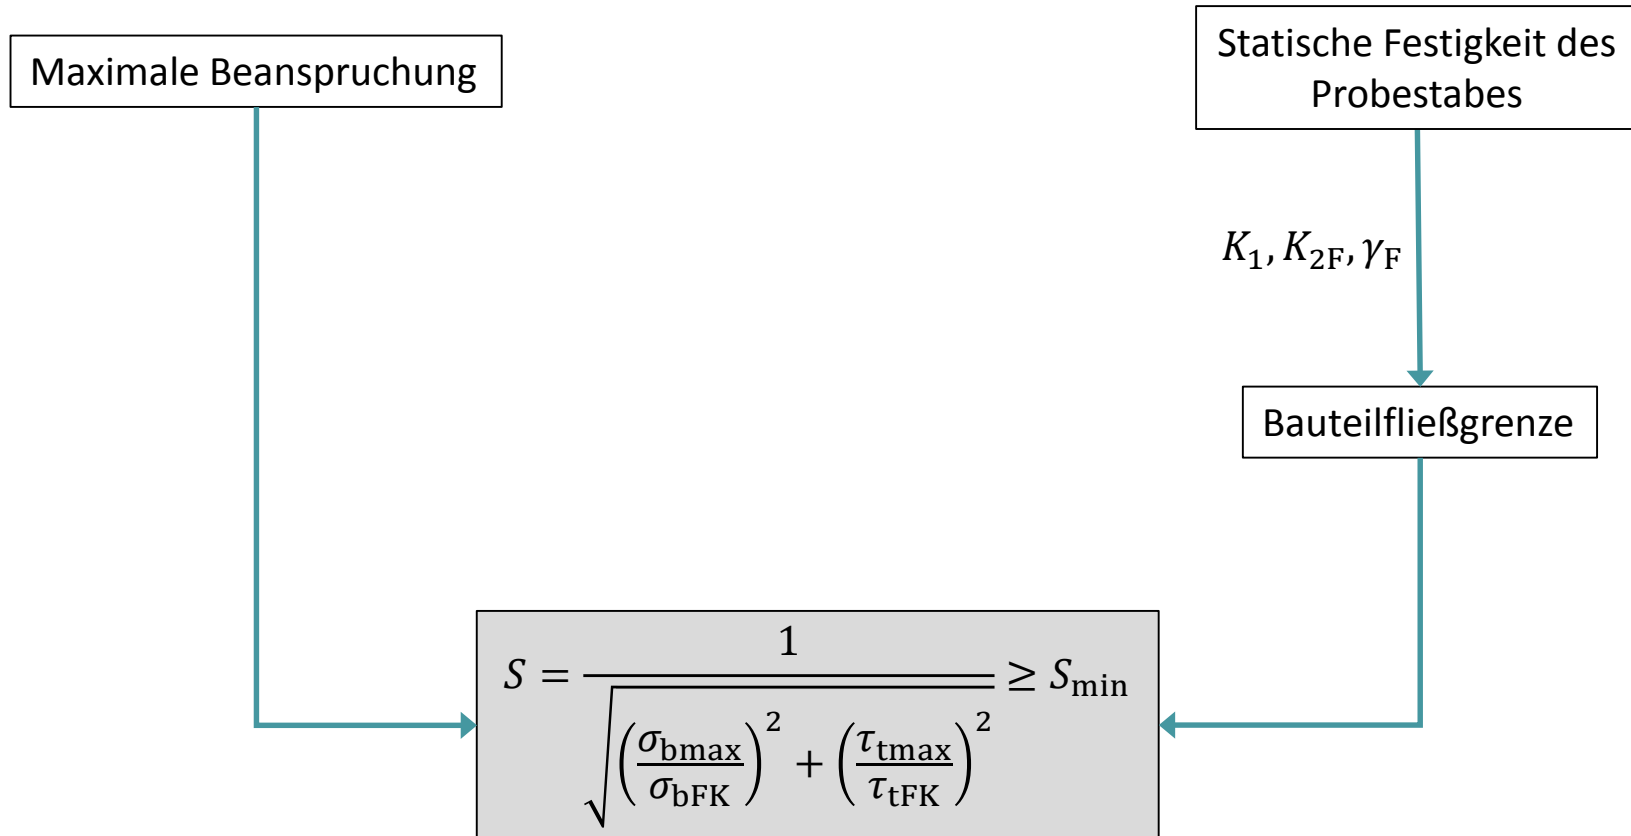 Maximale Beanspruchung
Statische Festigkeit des
Probestabes
K₁, K₂F, γF
Bauteilfließgrenze
S = 1 / √((σbmax/σbFK)² + (τtmax/τtFK)²) ≥ Smin